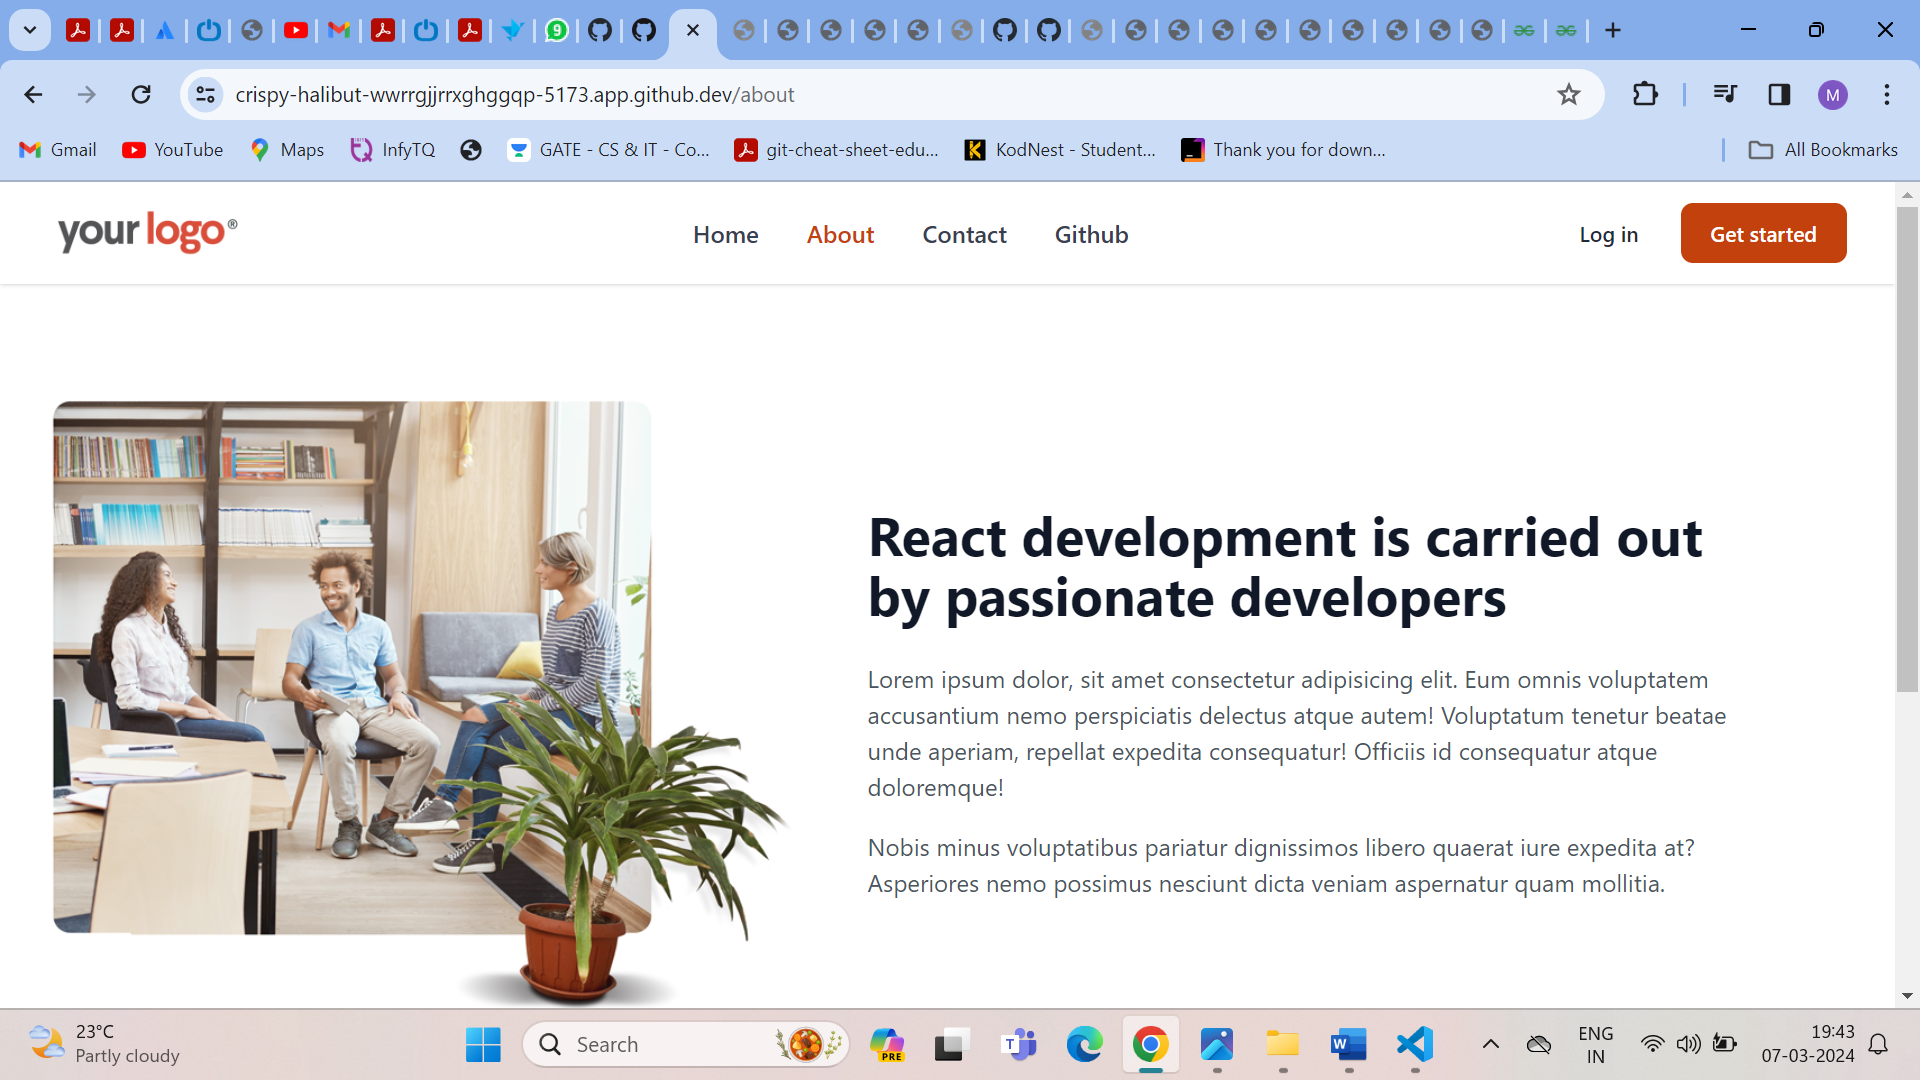 9
crispy-halibut-wwrrgjjrrxghggqp-5173.app.github.dev/about
M
Gmail
YouTube
Maps
InfyTQ
GATE - CS & IT - Co...
git-cheat-sheet-edu...
KodNest - Student...
Thank you for down...
All Bookmarks
your logo®
Home
About
Contact
Github
Log in
Get started
React development is carried out
by passionate developers
Lorem ipsum dolor, sit amet consectetur adipisicing elit. Eum omnis voluptatem
accusantium nemo perspiciatis delectus atque autem! Voluptatum tenetur beatae
unde aperiam, repellat expedita consequatur! Officiis id consequatur atque
doloremque!
Nobis minus voluptatibus pariatur dignissimos libero quaerat iure expedita at?
Asperiores nemo possimus nesciunt dicta veniam aspernatur quam mollitia.
23°C
Partly cloudy
Search
PRE
ENG
IN
19:43
07-03-2024